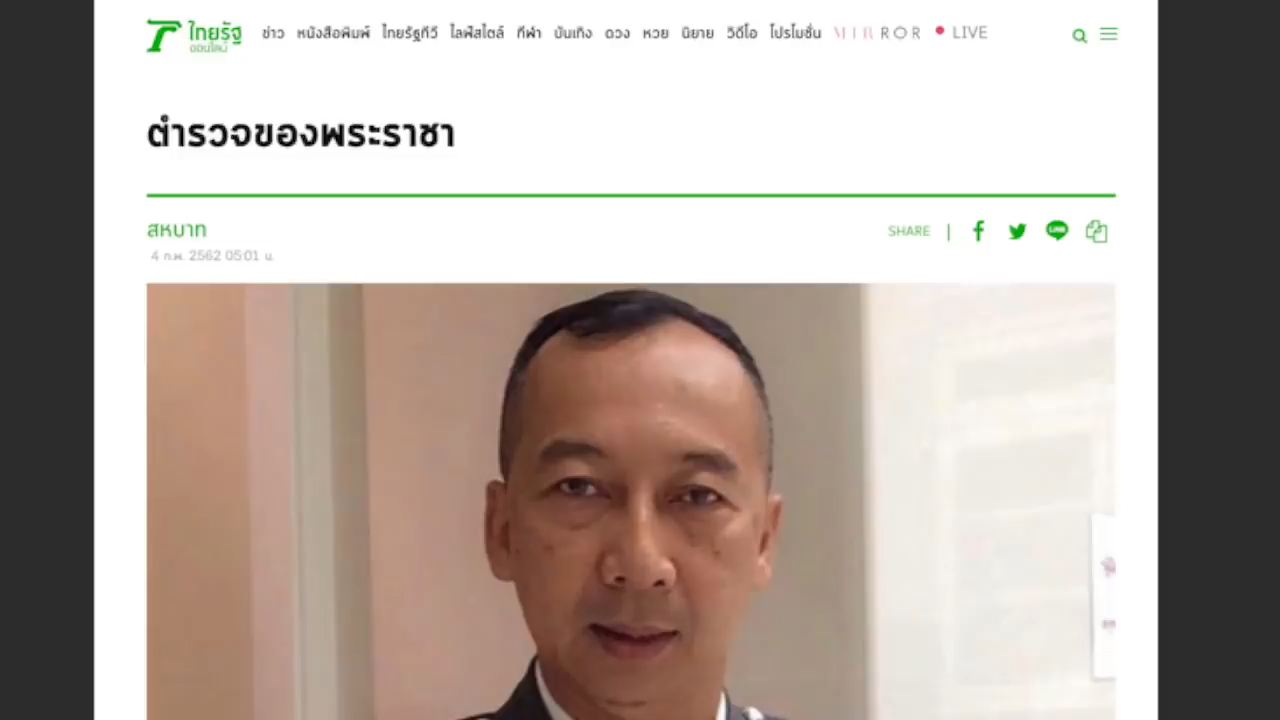 ไทยรัฐ
ออนไลน์
ข่าว หนังสือพิมพ์ ไทยรัฐทีวี ไลฟ์สไตล์ กีฬา บันเทิง ดวง หวย นิยาย วิดีโอ โปรโมชั่น MIRROR LIVE
ตำรวจของพระราชา
สหบาท
SHARE |
LINE
4 ก.พ. 2562 05:01 น.